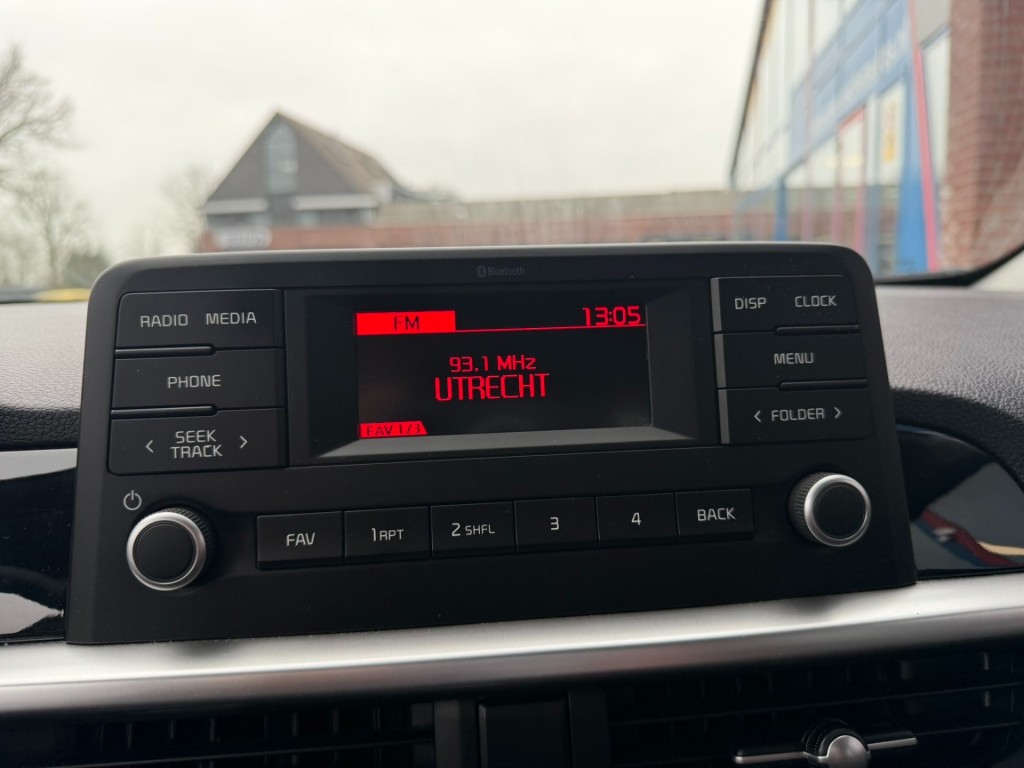 Bluetooth
RADIO MEDIA
PHONE
< SEEK TRACK >
FM 13:05
93.1 MHz
UTRECHT
FAV 1/3
DISP CLOCK
MENU
< FOLDER >
FAV
1 RPT
2 SHFL
3
4
BACK